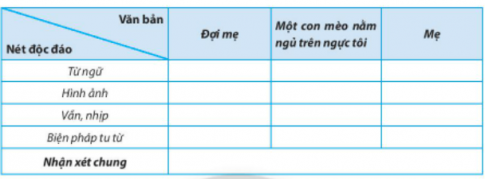 Văn bản
Nét độc đáo
Đợi mẹ
Một con mèo nằm
ngủ trên ngực tôi
Mẹ
Từ ngữ
Hình ảnh
Vần, nhịp
Biện pháp tu từ
Nhận xét chung